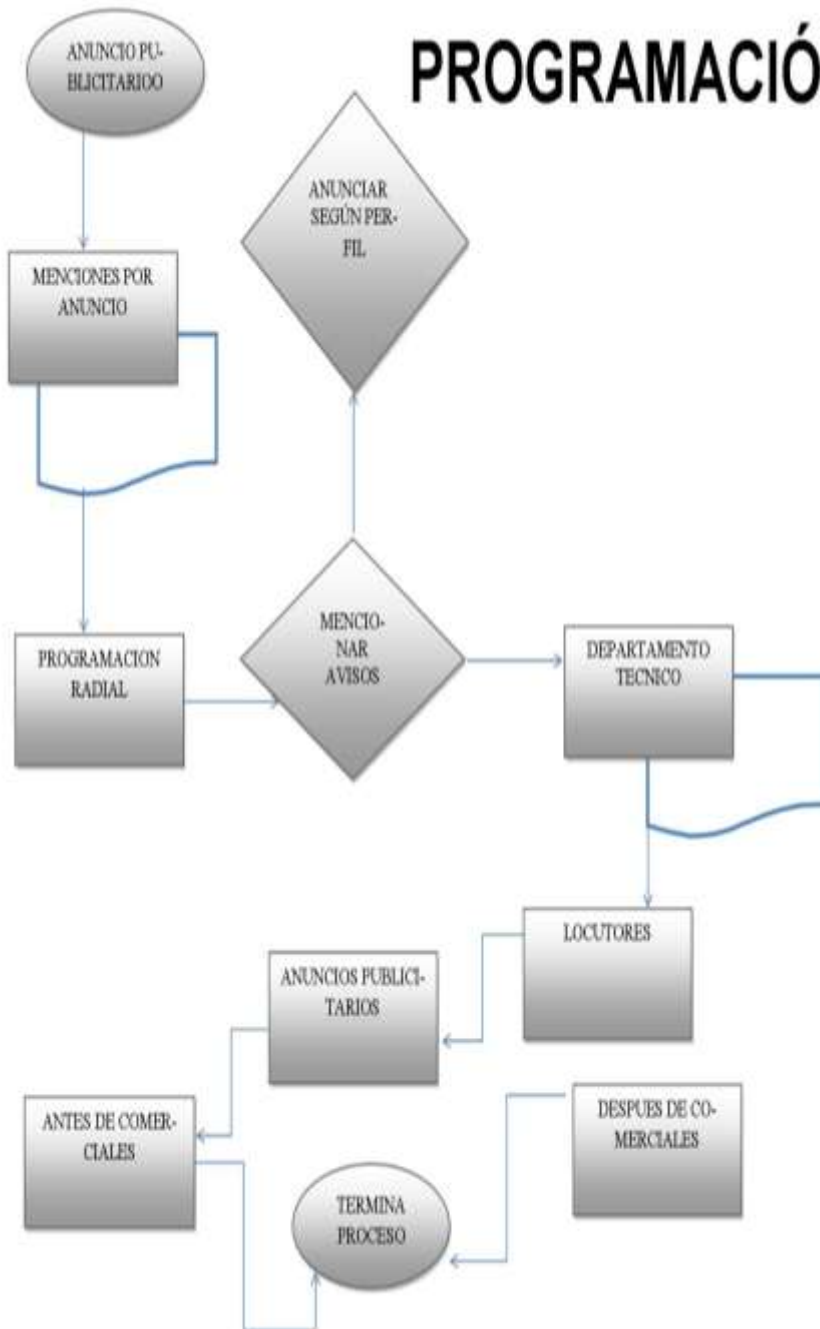 PROGRAMACIÓ
ANUNCIO PU-
BLICITARIOO
ANUNCIAR
SEGÚN PER-
FIL
MENCIONES POR
ANUNCIO
PROGRAMACION
RADIAL
MENCIO-
NAR
AVISOS
DEPARTAMENTO
TECNICO
LOCUTORES
ANUNCIOS PUBLICI-
TARIOS
ANTES DE COMER-
CIALES
DESPUES DE CO-
MERCIALES
TERMINA
PROCESO